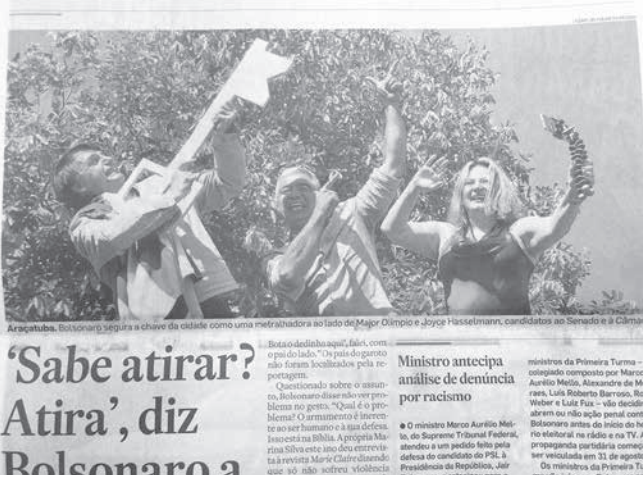 Araçatuba. Bolsonaro segura a chave da cidade como uma metralhadora ao lado de Major Olímpio e Joyce Hasselmann, candidatos ao Senado e à Câma
'Sabe atirar?
Atira', diz
Bolsonaro a
Bota o dedinho aqui", falei, com
o pai do lado." Os pais do garoto
não foram localizados pela re-
portagem.
Questionado sobre o assun-
to, Bolsonaro disse não ver pro-
blema no gesto. "Qual é o pro-
blema? O armamento é ineren-
te ao ser humano e à sua defesa.
Isso está na Bíblia. A própria Ma-
rina Silva este ano deu entrevis-
ta à revista Marie Claire dizendo
que só não sofreu violência
Ministro antecipa
análise de denúncia
por racismo
● O ministro Marco Aurélio Mel-
lo, do Supremo Tribunal Federal,
atendeu a um pedido feito pela
defesa do candidato do PSL à
Presidência da República, Jair
ministros da Primeira Turma –
colegiado composto por Marco
Aurélio Mello, Alexandre de M
raes, Luís Roberto Barroso, Ro
Weber e Luiz Fux – vão decidir
abrem ou não ação penal contr
Bolsonaro antes do início do ho
rio eleitoral no rádio e na TV. A
propaganda partidária começ
ser veiculada em 31 de agosto
Os ministros da Primeira Tu